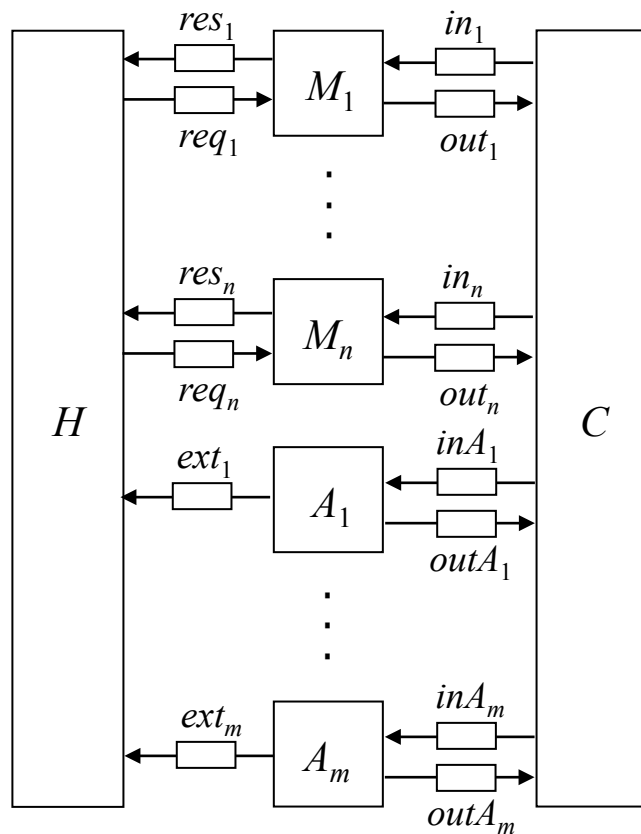 res₁ in₁
M₁
req₁ out₁
resₙ inₙ
Mₙ
reqₙ outₙ
H C
ext₁ inA₁
A₁
outA₁
extₘ inAₘ
Aₘ
outAₘ